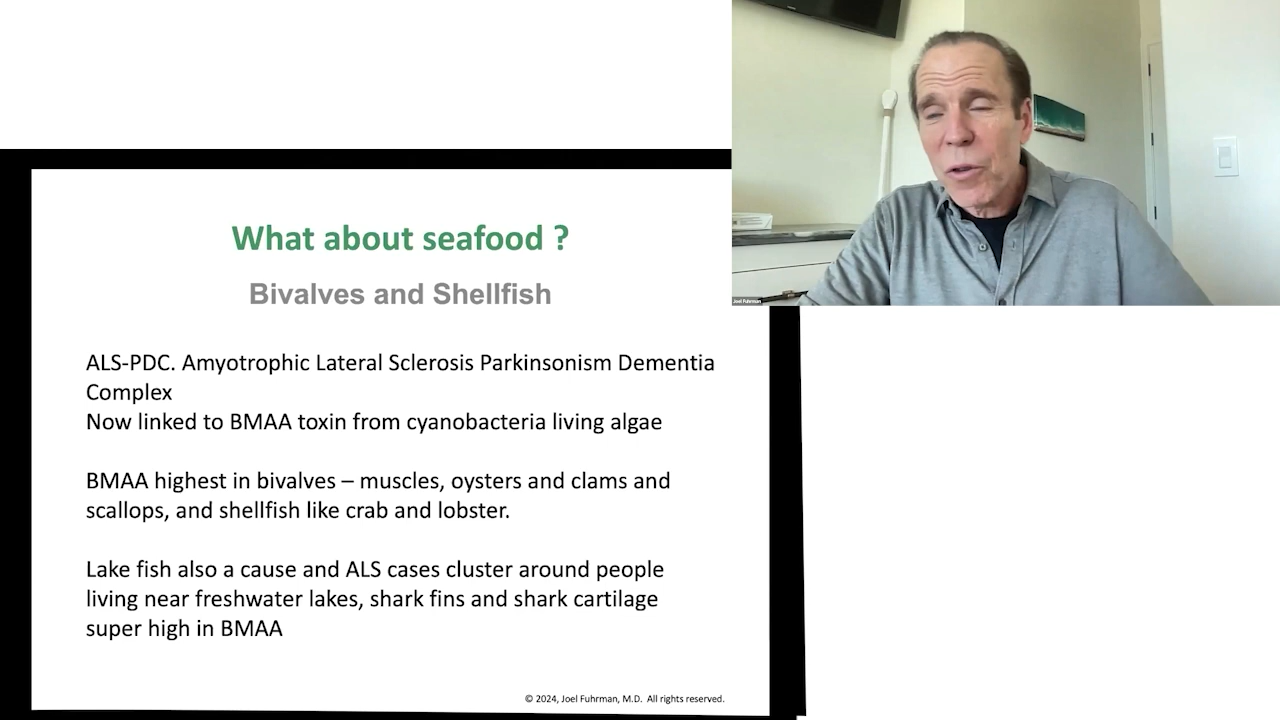 Joel Fuhrman
What about seafood ?
Bivalves and Shellfish
ALS-PDC. Amyotrophic Lateral Sclerosis Parkinsonism Dementia
Complex
Now linked to BMAA toxin from cyanobacteria living algae
BMAA highest in bivalves – muscles, oysters and clams and
scallops, and shellfish like crab and lobster.
Lake fish also a cause and ALS cases cluster around people
living near freshwater lakes, shark fins and shark cartilage
super high in BMAA
© 2024, Joel Fuhrman, M.D. All rights reserved.